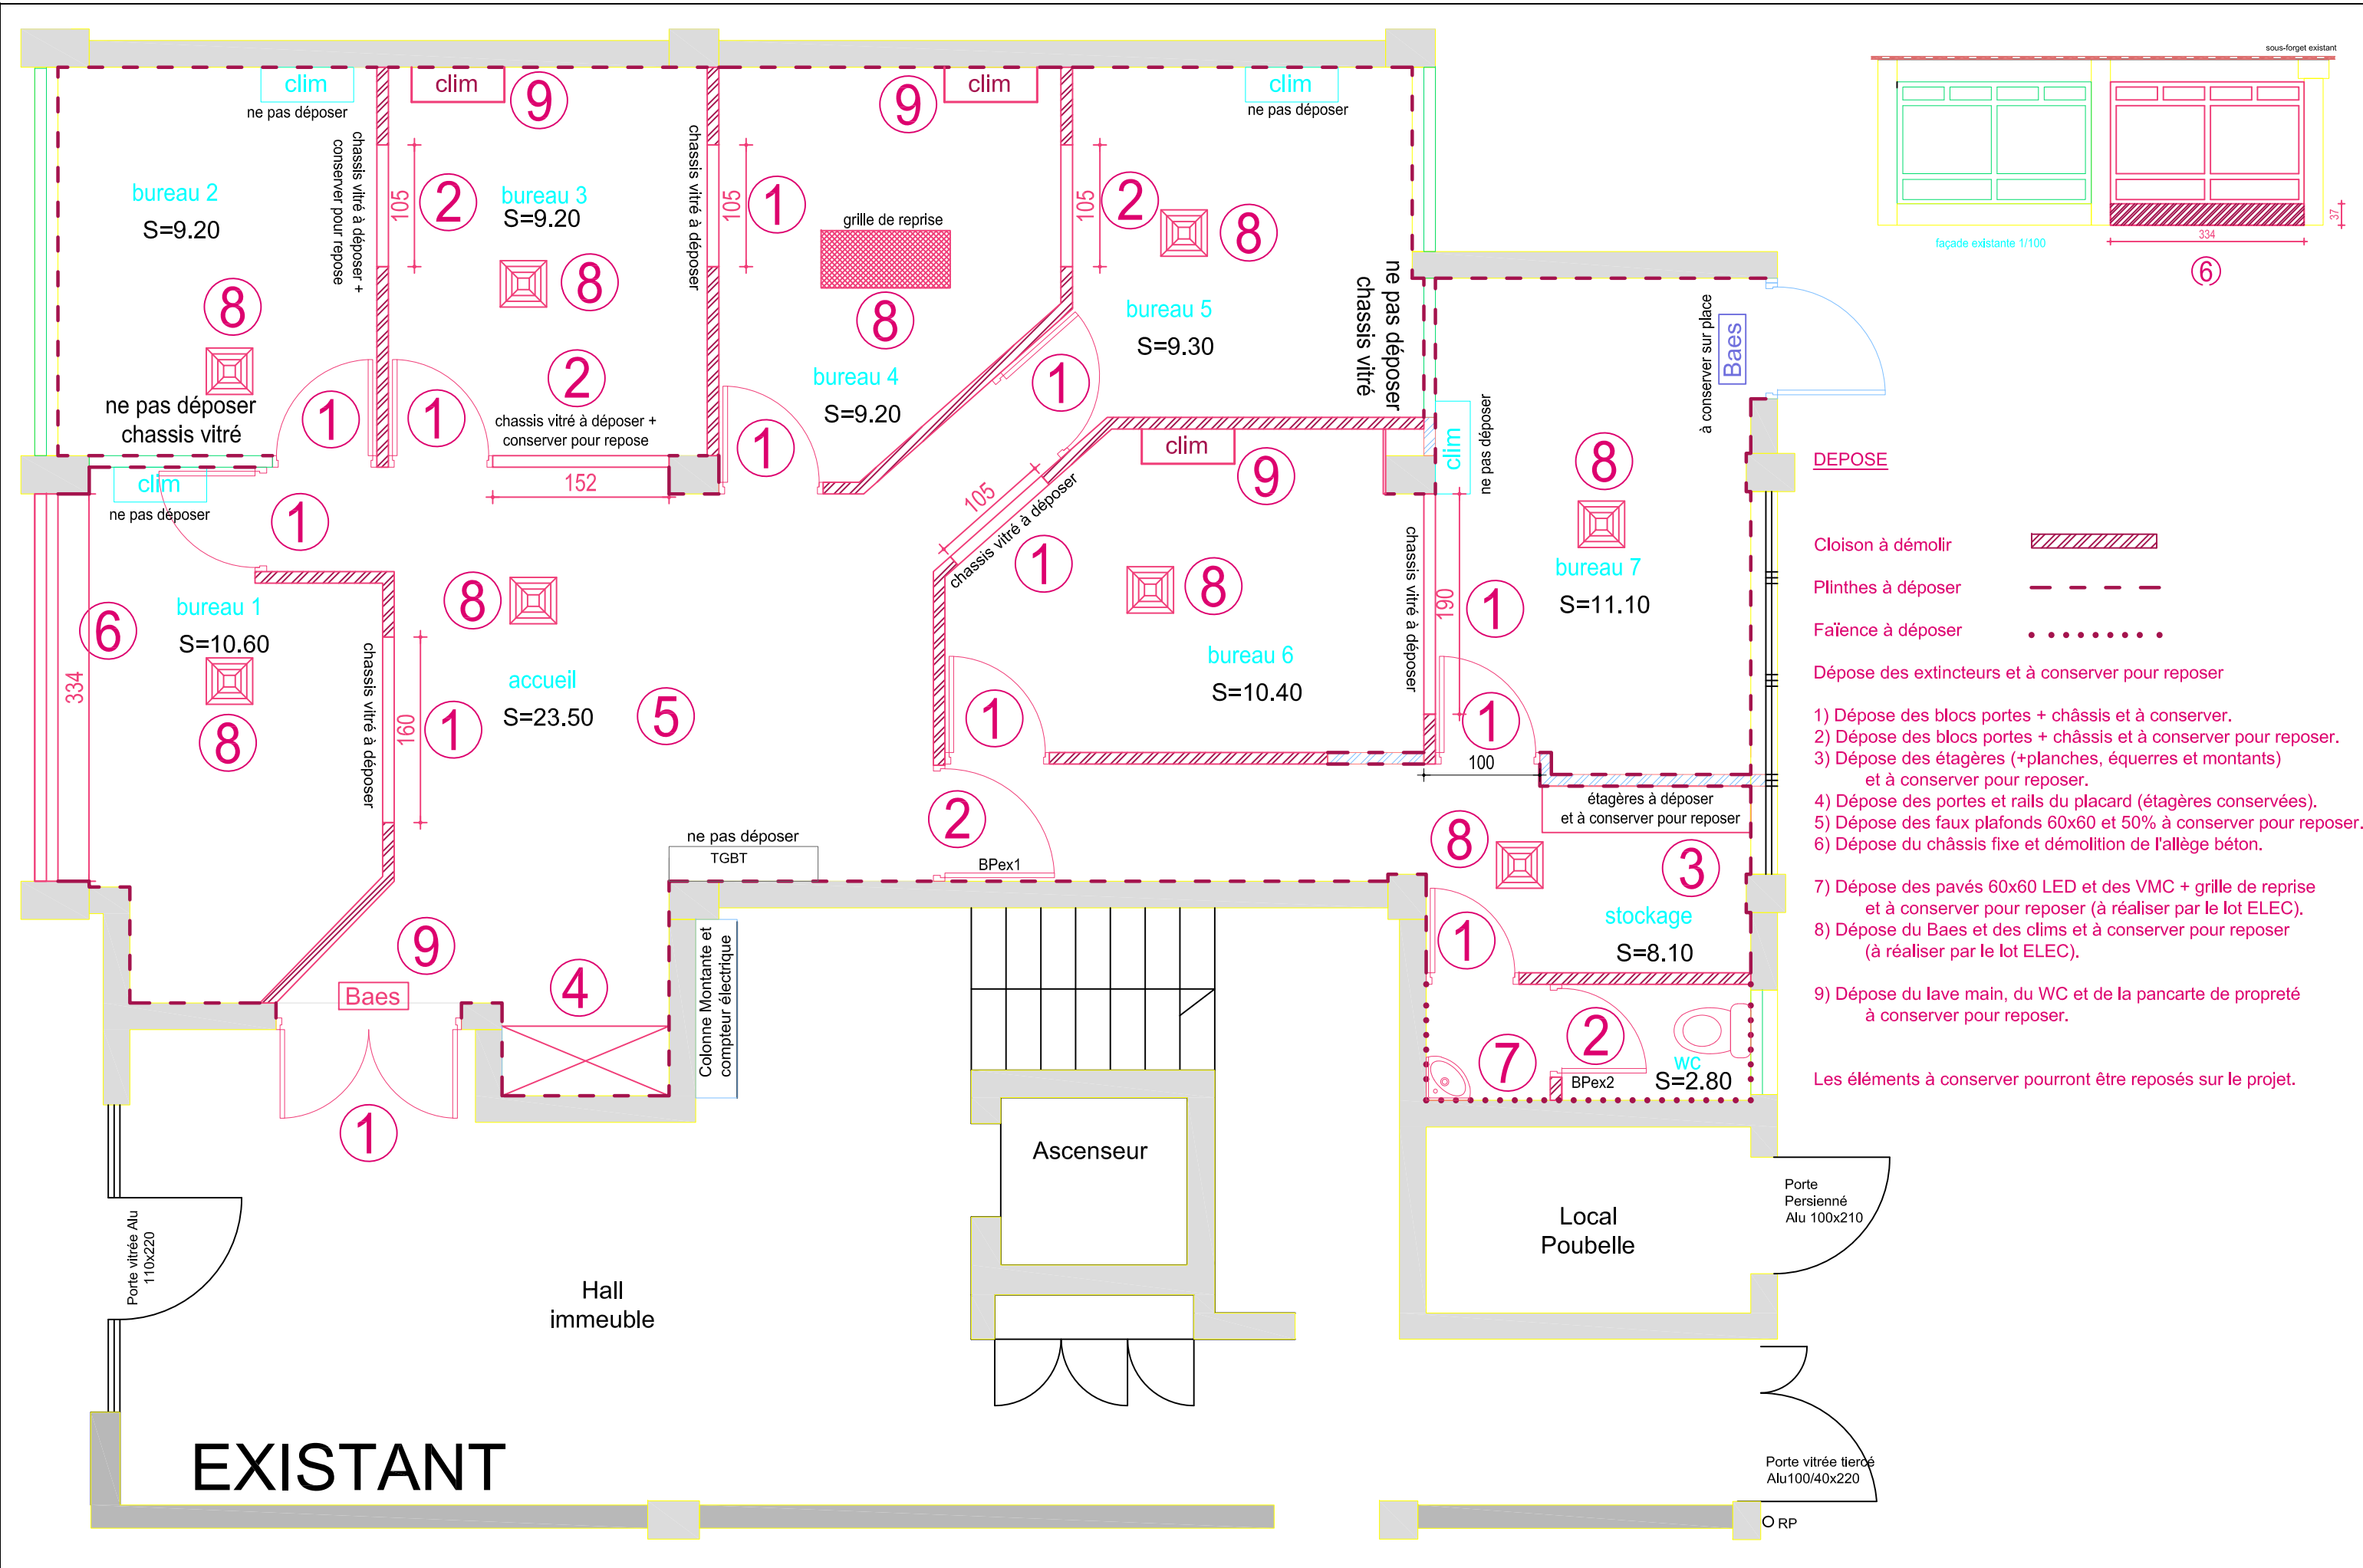 sous-forget existant
clim
ne pas déposer
clim
9
9
clim
clim
ne pas déposer
chassis vitré à déposer +
conserver pour repose
105
2
chassis vitré à déposer
105
1
105
2
bureau 2
S=9.20
bureau 3
S=9.20
grille de reprise
8
8
8
8
37
334
façade existante 1/100
6
ne pas déposer
chassis vitré
à conserver sur place
Baes
bureau 5
S=9.30
bureau 4
S=9.20
2
1
ne pas déposer
chassis vitré
1
1
chassis vitré à déposer +
conserver pour repose
1
clim
9
clim
ne pas déposer
8
152
clim
ne pas déposer
1
105
chassis vitré à déposer
1
DEPOSE
Cloison à démolir
Plinthes à déposer
Faïence à déposer
Dépose des extincteurs et à conserver pour reposer
1) Dépose des blocs portes + châssis et à conserver.
2) Dépose des blocs portes + châssis et à conserver pour reposer.
3) Dépose des étagères (+planches, équerres et montants)
et à conserver pour reposer.
4) Dépose des portes et rails du placard (étagères conservées).
5) Dépose des faux plafonds 60x60 et 50% à conserver pour reposer.
6) Dépose du châssis fixe et démolition de l'allège béton.
7) Dépose des pavés 60x60 LED et des VMC + grille de reprise
et à conserver pour reposer (à réaliser par le lot ELEC).
8) Dépose du Baes et des clims et à conserver pour reposer
(à réaliser par le lot ELEC).
9) Dépose du lave main, du WC et de la pancarte de propreté
à conserver pour reposer.
Les éléments à conserver pourront être reposés sur le projet.
8
8
bureau 7
S=11.10
chassis vitré à déposer
190
1
6
334
bureau 1
S=10.60
8
chassis vitré à déposer
160
1
accueil
S=23.50
5
bureau 6
S=10.40
1
1
100
2
BPex1
ne pas déposer
TGBT
étagères à déposer
et à conserver pour reposer
8
3
stockage
S=8.10
1
9
Baes
4
Colonne Montante et
compteur électrique
1
7
2
BPex2
wc
S=2.80
Ascenseur
Local
Poubelle
Porte
Persienné
Alu 100x210
Porte vitrée Alu
110x220
Hall
immeuble
EXISTANT
Porte vitrée tiercé
Alu100/40x220
RP